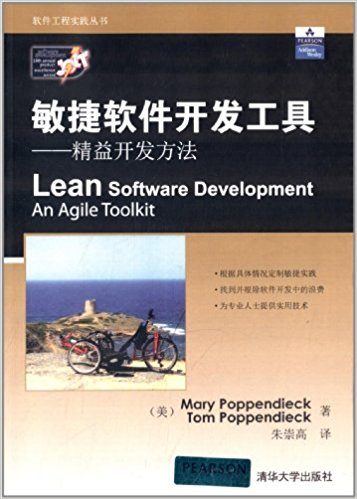 软件工程实践丛书
PEARSON
Addison
Wesley
JOLT
敏捷软件开发工具
——精益开发方法
Lean Software Development
An Agile Toolkit
·根据具体情况定制敏捷实践
·找到并根除软件开发中的浪费
·为专业人士提供实用技术
（美） Mary Poppendieck 著
Tom Poppendieck
朱崇高 译
PEARSON 清华大学出版社